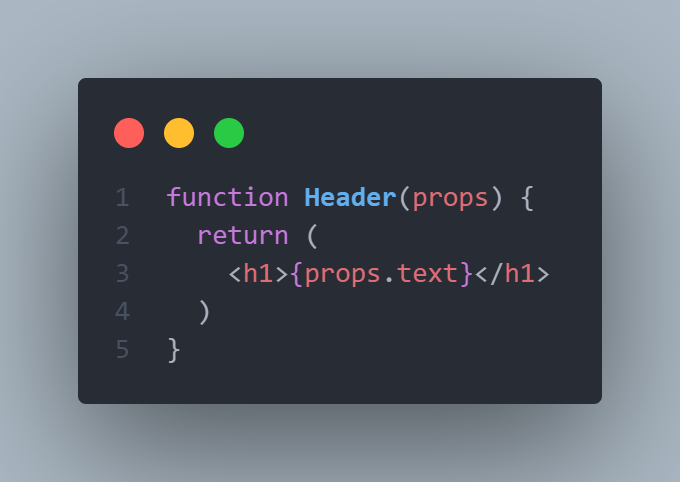 1 function Header(props) {
2   return (
3     <h1>{props.text}</h1>
4   )
5 }